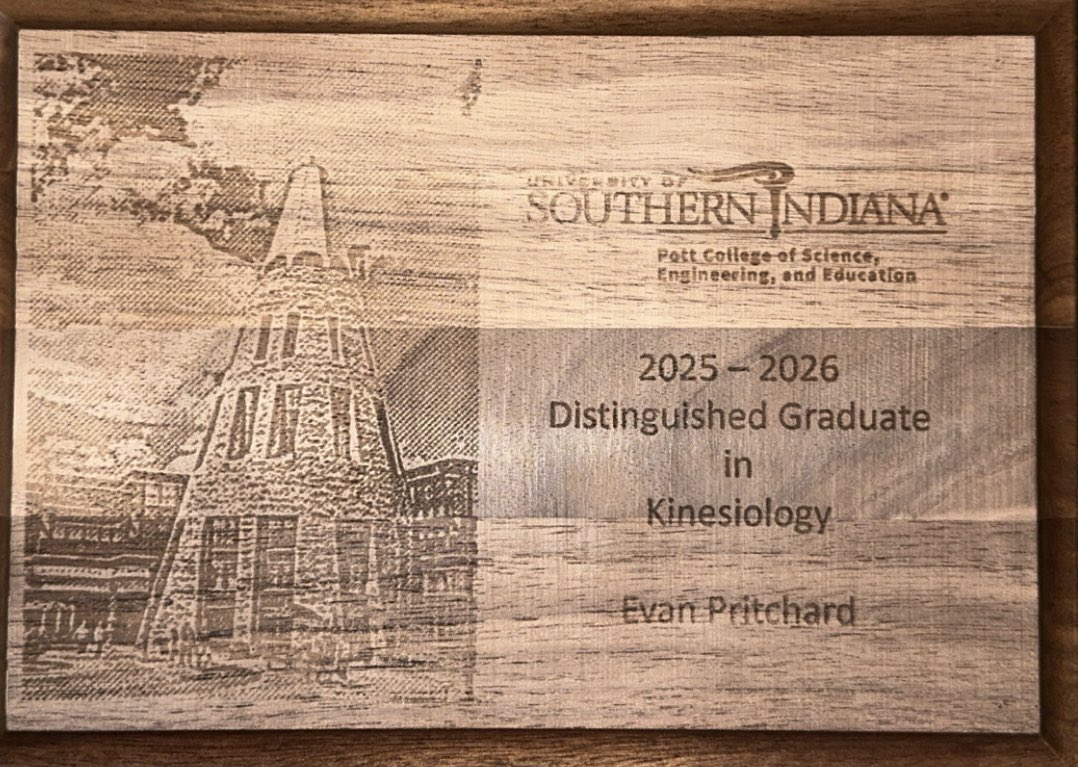 UNIVERSITY OF
SOUTHERN INDIANA®
Pott College of Science,
Engineering, and Education
2025 – 2026
Distinguished Graduate
in
Kinesiology
Evan Pritchard